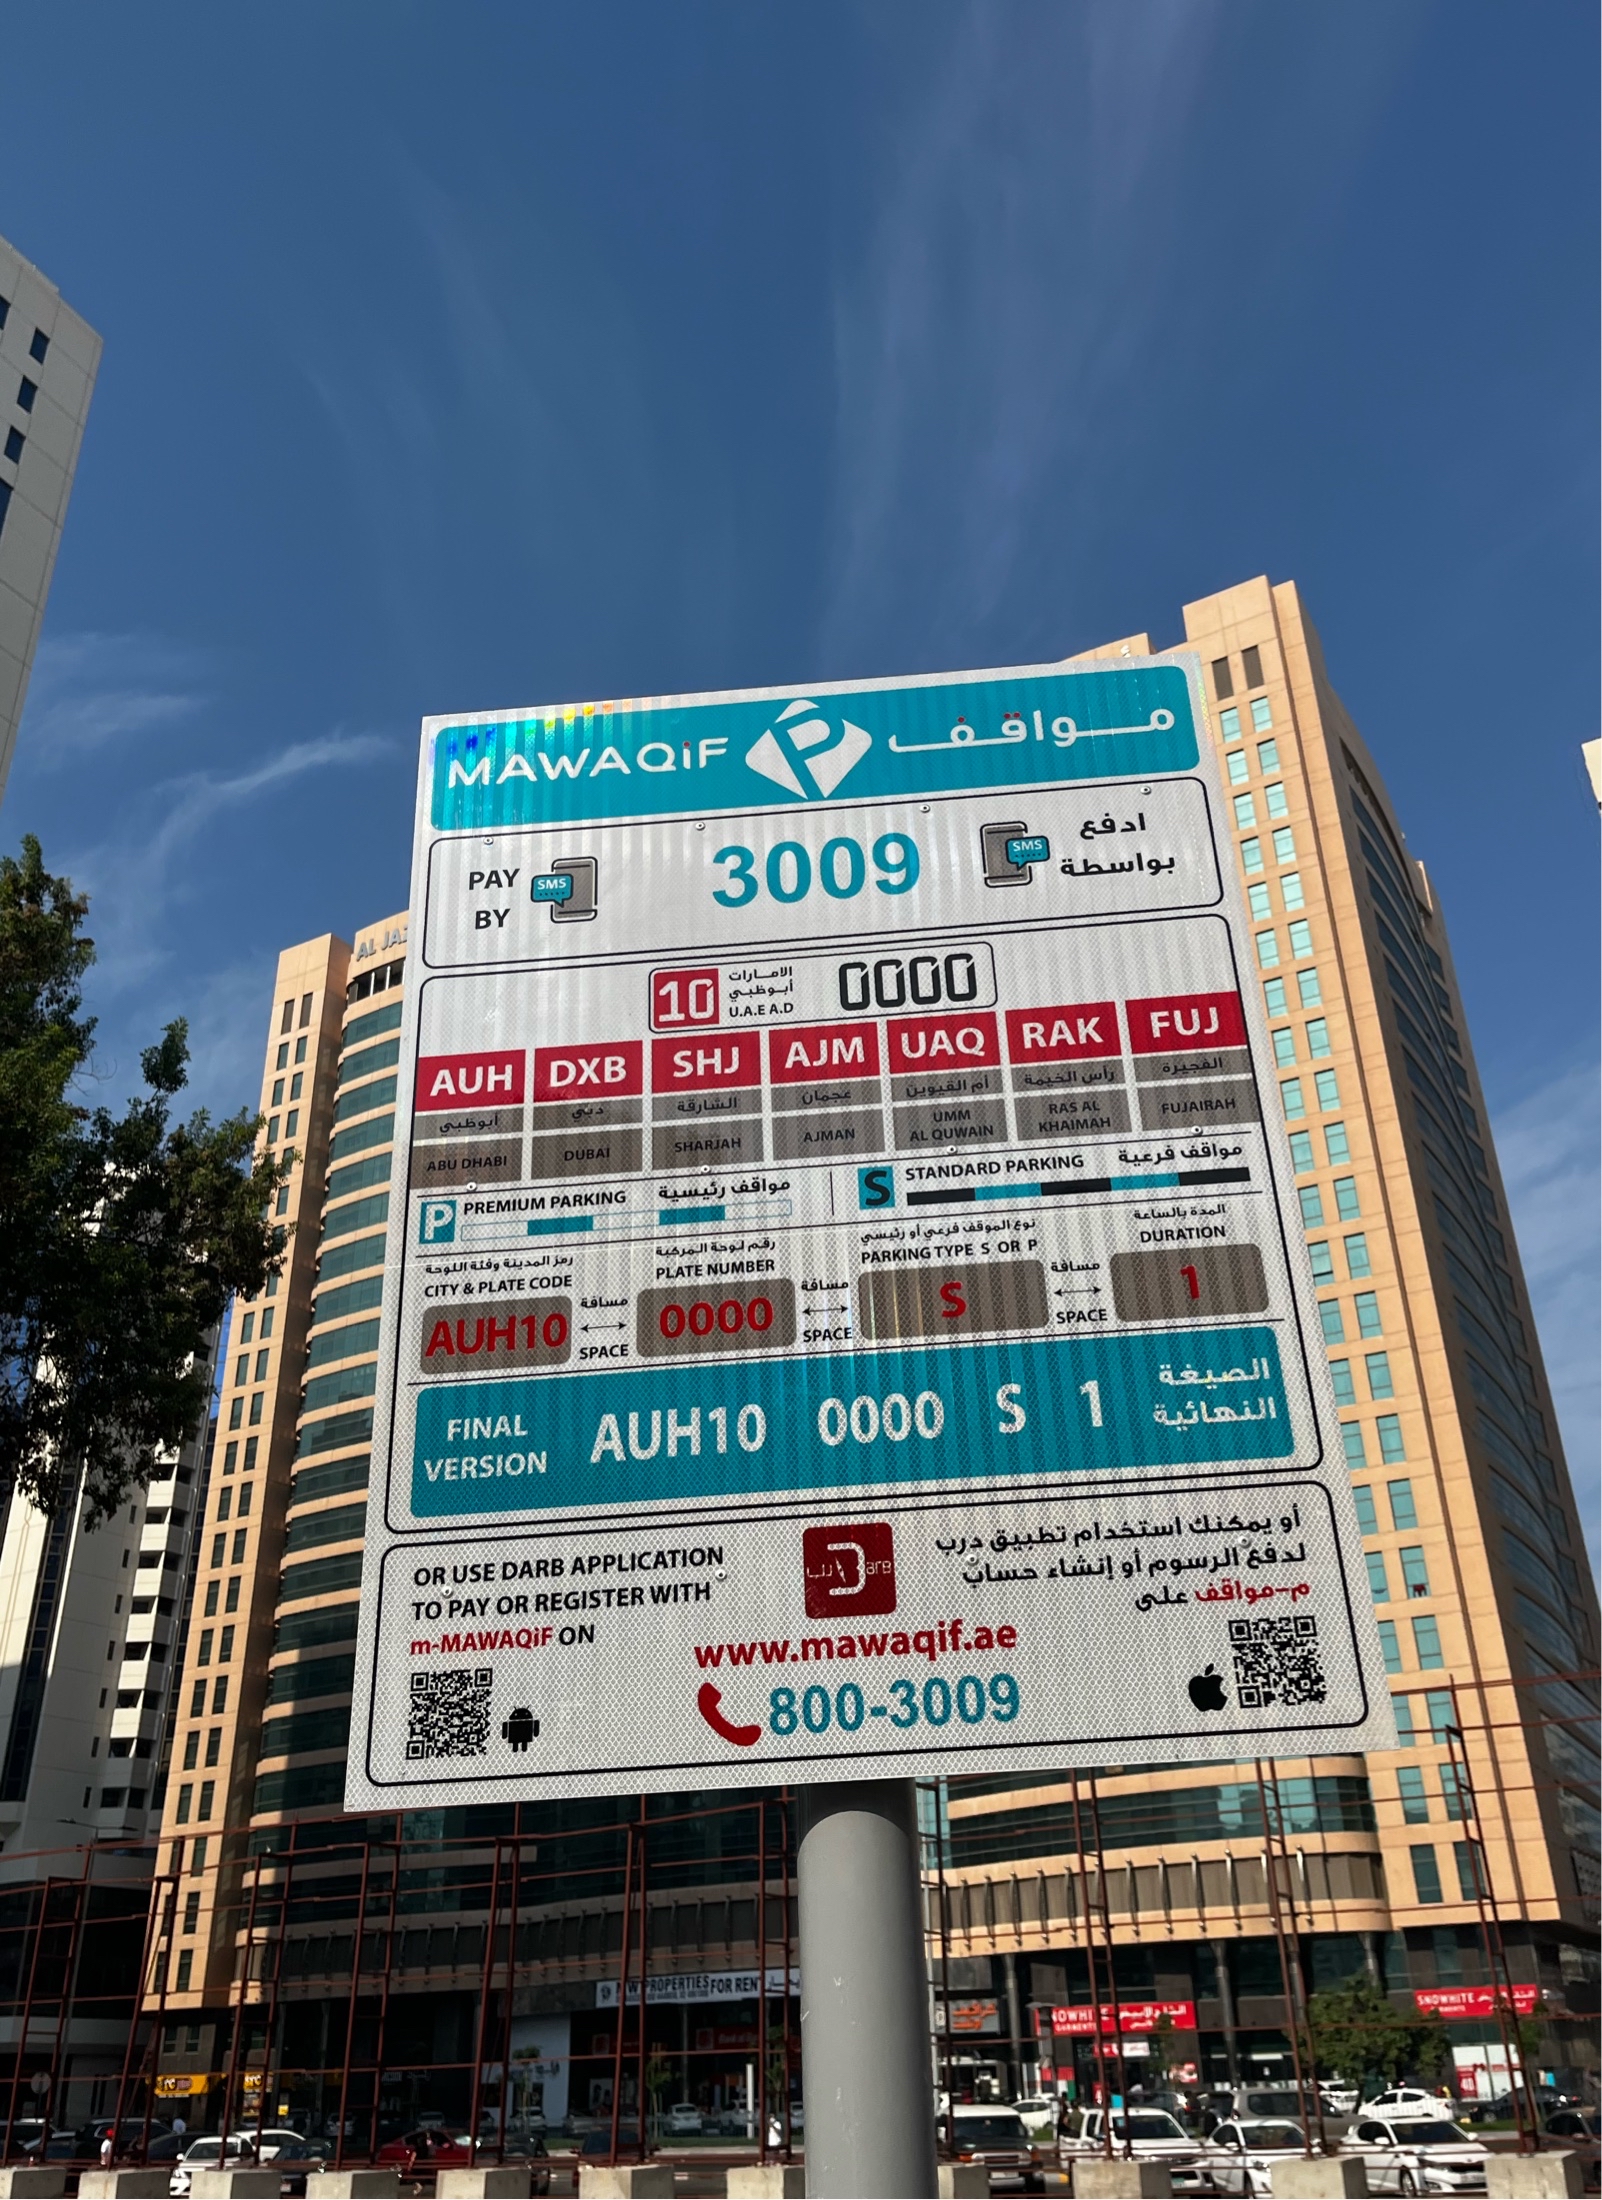 MAWAQiF مواقف
PAY BY SMS 3009 SMS ادفع بواسطة
10 الامارات أبوظبي U.A.E A.D 0000
AUH DXB SHJ AJM UAQ RAK FUJ
أبوظبي دبي الشارقة عجمان أم القيوين رأس الخيمة الفجيرة
ABU DHABI DUBAI SHARJAH AJMAN UMM AL QUWAIN RAS AL KHAIMAH FUJAIRAH
P PREMIUM PARKING مواقف رئيسية S STANDARD PARKING مواقف فرعية
رمز المدينة وفئة اللوحة رقم لوحة المركبة نوع الموقف فرعي أو رئيسي المدة بالساعة
CITY & PLATE CODE PLATE NUMBER PARKING TYPE S OR P DURATION
AUH10 مسافة SPACE 0000 مسافة SPACE S مسافة SPACE 1
FINAL VERSION AUH10 0000 S 1 الصيغة النهائية
OR USE DARB APPLICATION
TO PAY OR REGISTER WITH
m-MAWAQiF ON
درب Darb
أو يمكنك استخدام تطبيق درب
لدفع الرسوم أو إنشاء حساب
م-مواقف على
www.mawaqif.ae
800-3009
AL JAZ
PROPERTIES FOR RENT
SNOWHITE
GARMENTS
SNOWHITE